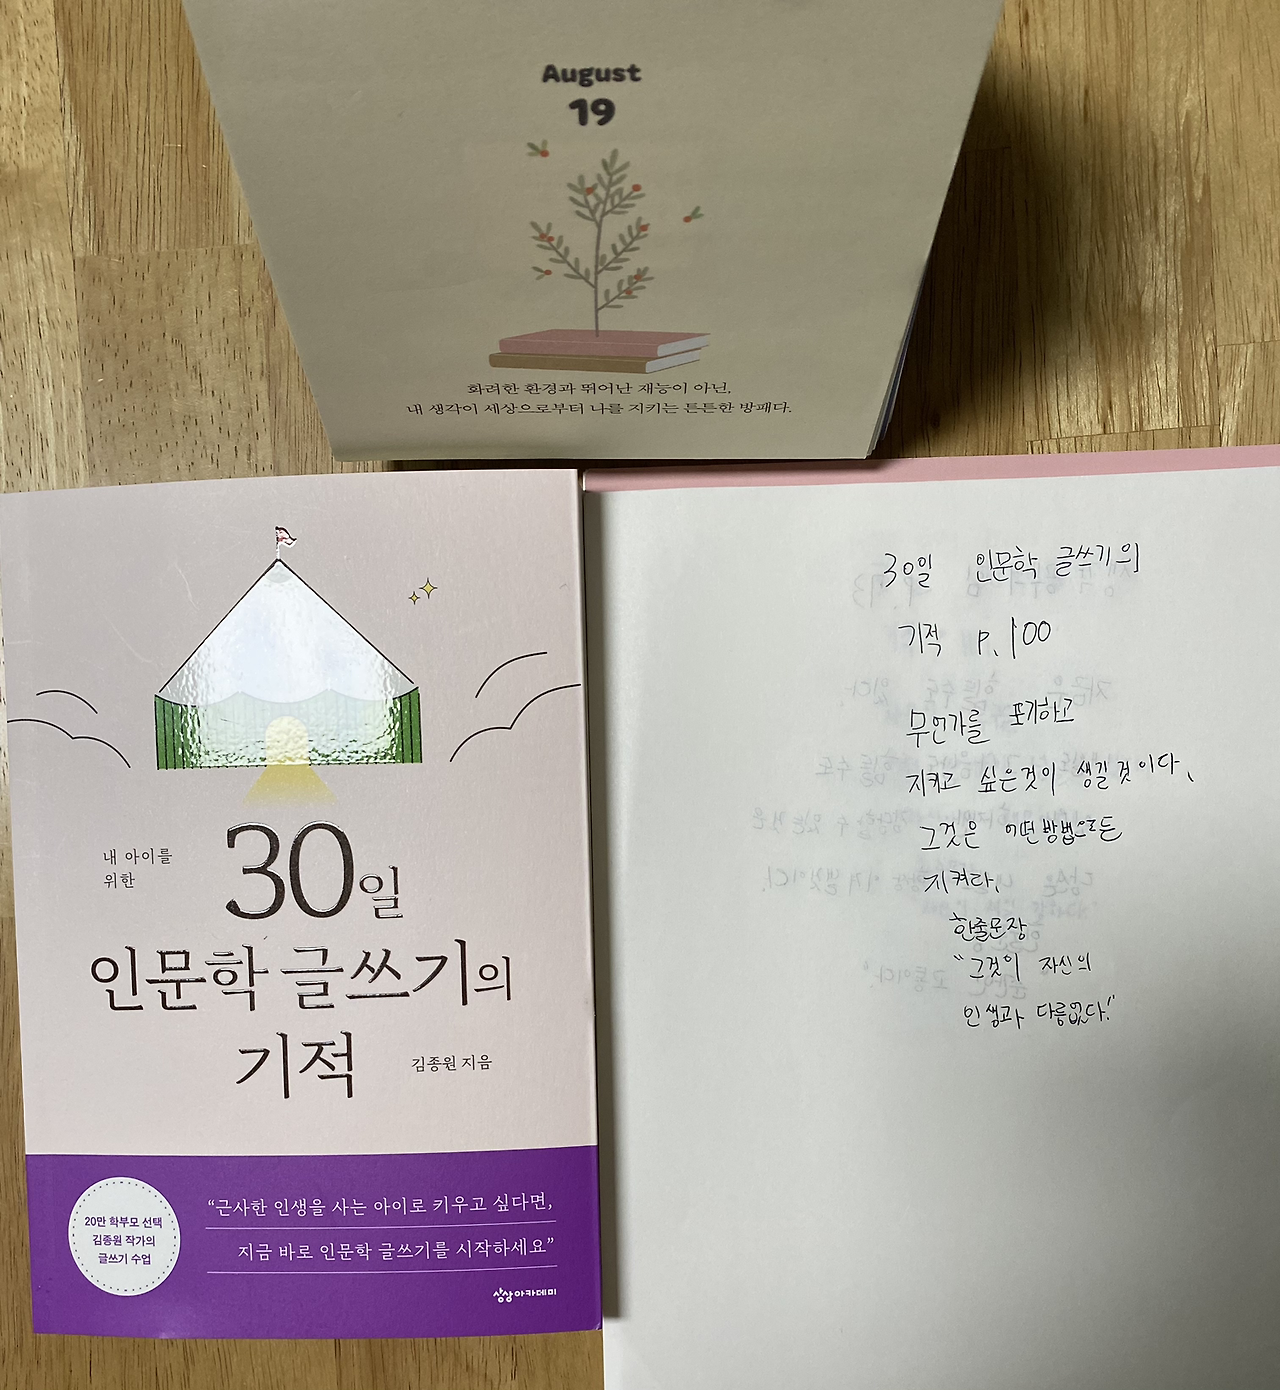 August
19
화려한 환경과 뛰어난 재능이 아닌,
내 생각이 세상으로부터 나를 지키는 튼튼한 방패다.
내 아이를
위한
30일
인문학 글쓰기의
기적
김종원 지음
20만 학부모 선택
김종원 작가의
글쓰기 수업
“근사한 인생을 사는 아이로 키우고 싶다면,
지금 바로 인문학 글쓰기를 시작하세요”
상상아카데미
30일 인문학 글쓰기의
기적 p.100
무언가를 포기하고
지키고 싶은것이 생길것이다.
그것은 어떤방법으로든
지켜라.
한줄문장
"그것이 자신의
인생과 다름없다."